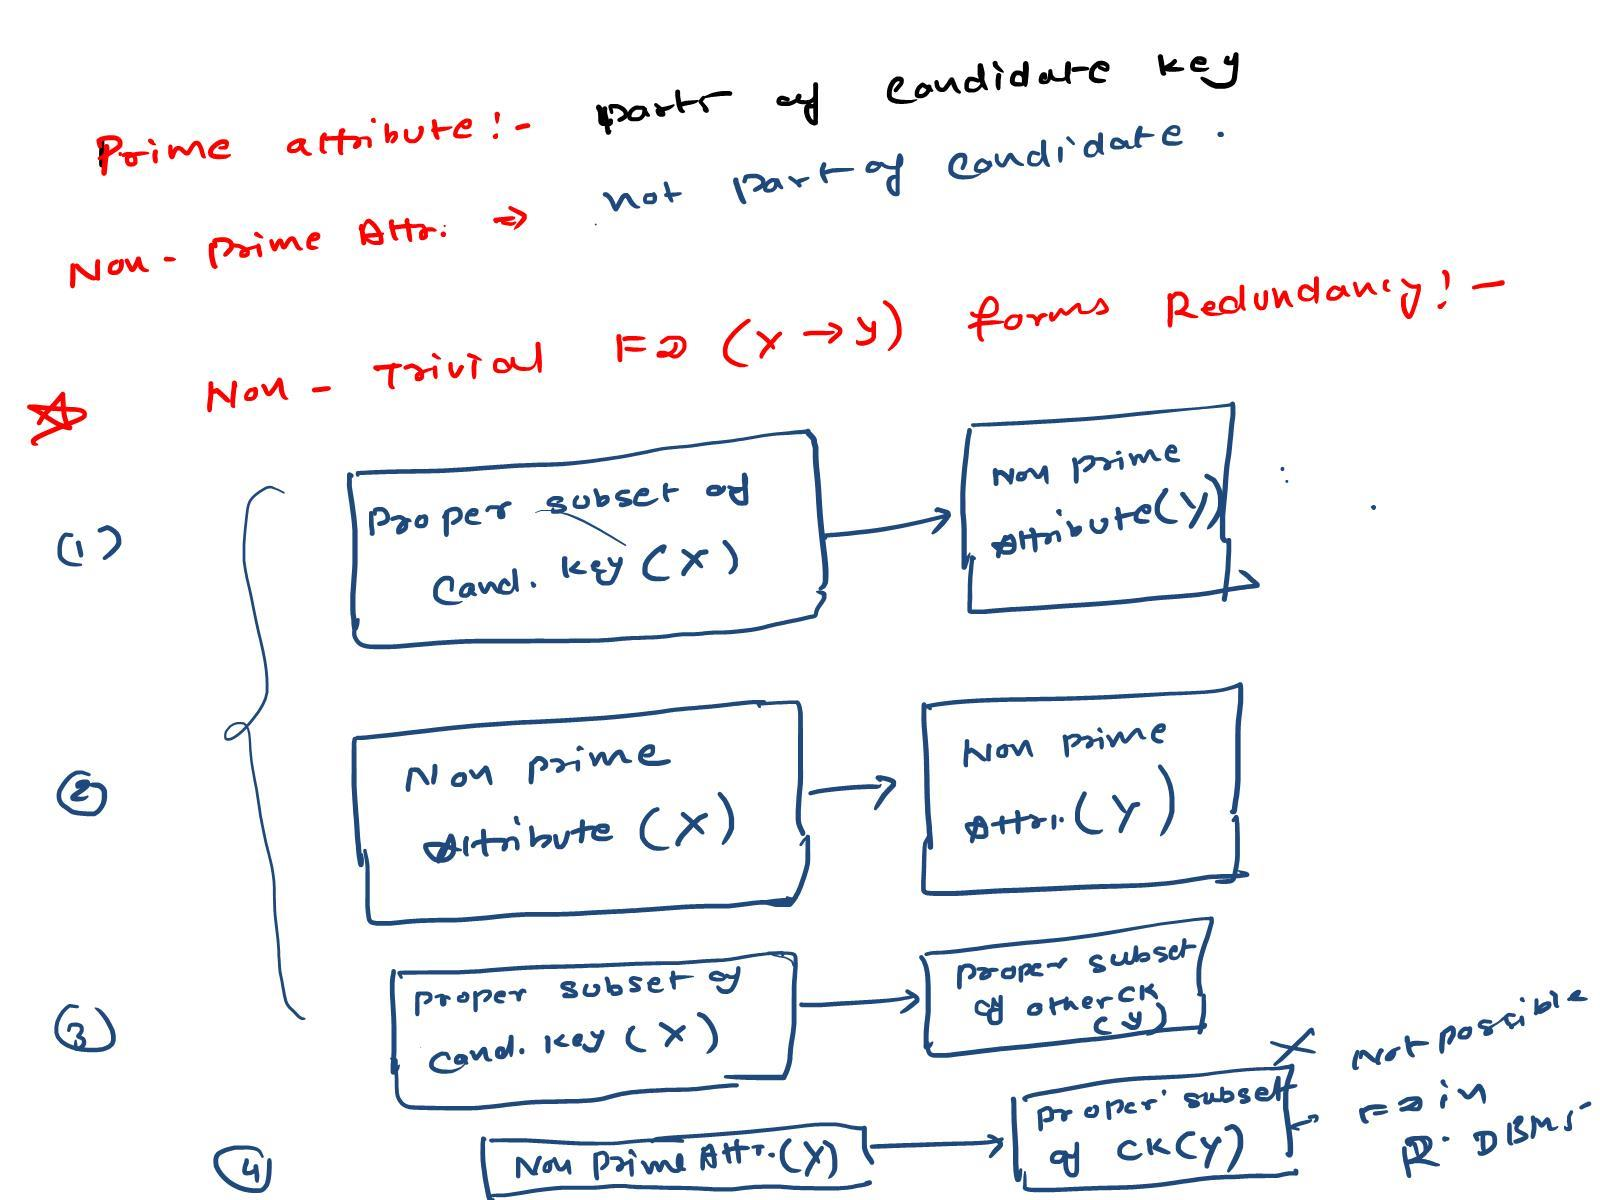 Prime attribute:- part of candidate key
Non-Prime Attr. ⇒ not part of candidate.
Non-Trivial FD (X→Y) forms Redundancy:-
(1) Proper subset of Cand. key (X) → Non prime Attribute (Y)
② Non prime Attribute (X) → Non prime Attri. (Y)
③ Proper subset of Cand. key (X) → Proper subset of other CK (Y)
④ Non Prime Attr. (X) → Proper subset of CK (Y)
✗ Not possible
FD in
R DBMS